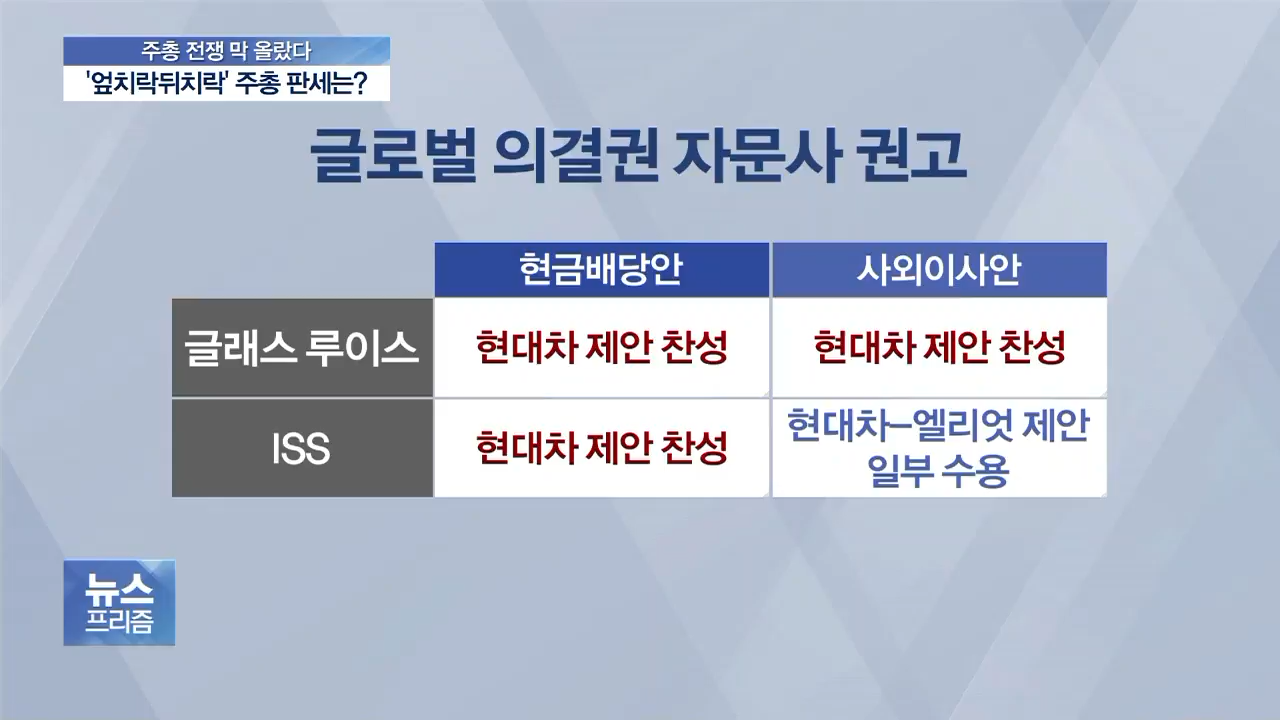 주총 전쟁 막 올랐다
'엎치락뒤치락' 주총 판세는?
글로벌 의결권 자문사 권고
현금배당안 사외이사안
글래스 루이스 현대차 제안 찬성 현대차 제안 찬성
ISS 현대차 제안 찬성 현대차-엘리엇 제안
일부 수용
뉴스
프리즘